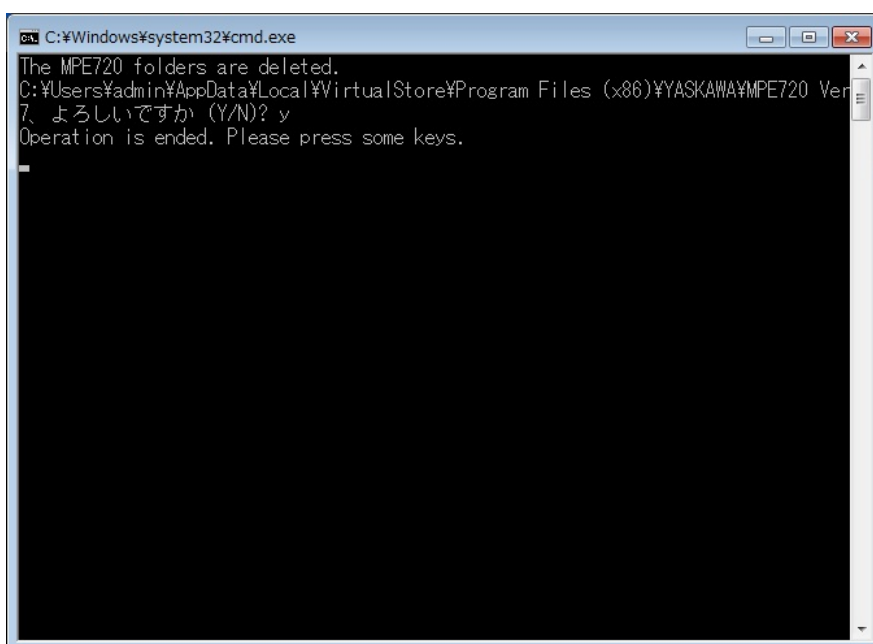 C:¥Windows¥system32¥cmd.exe
The MPE720 folders are deleted.
C:¥Users¥admin¥AppData¥Local¥VirtualStore¥Program Files (x86)¥YASKAWA¥MPE720 Ver
7、よろしいですか (Y/N)? y
Operation is ended. Please press some keys.